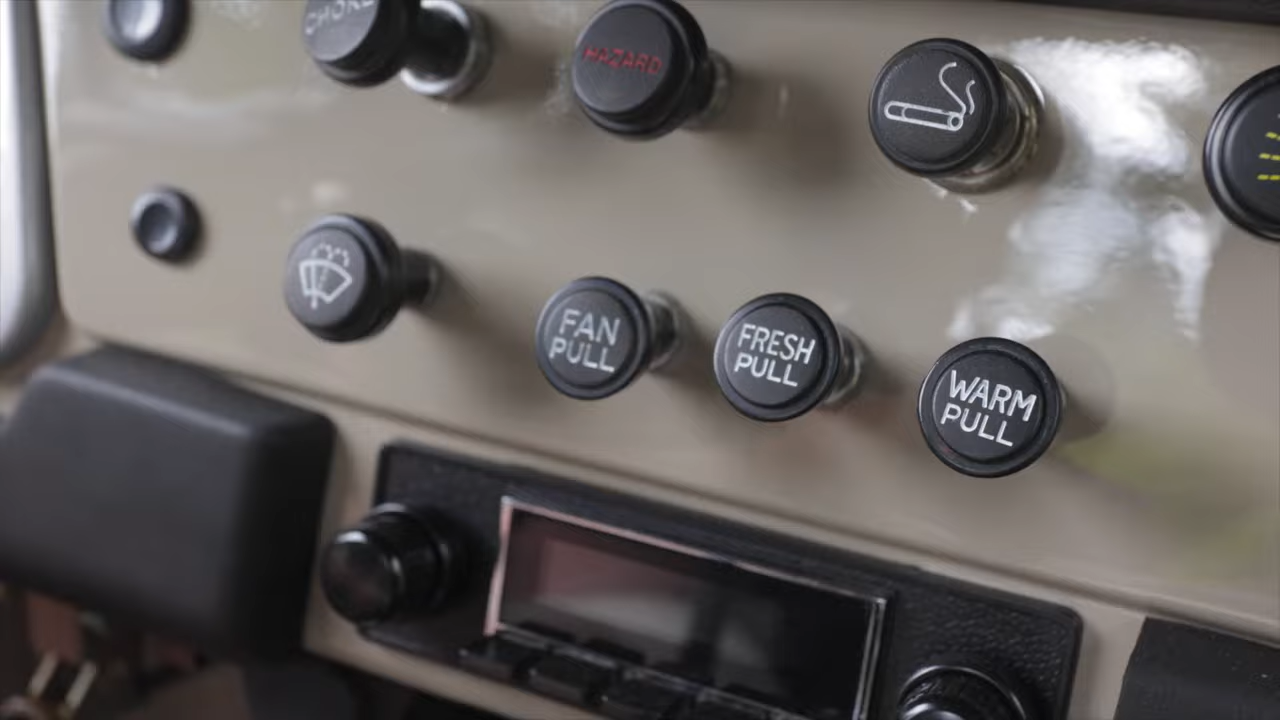 CHOKE
HAZARD
FAN
PULL
FRESH
PULL
WARM
PULL